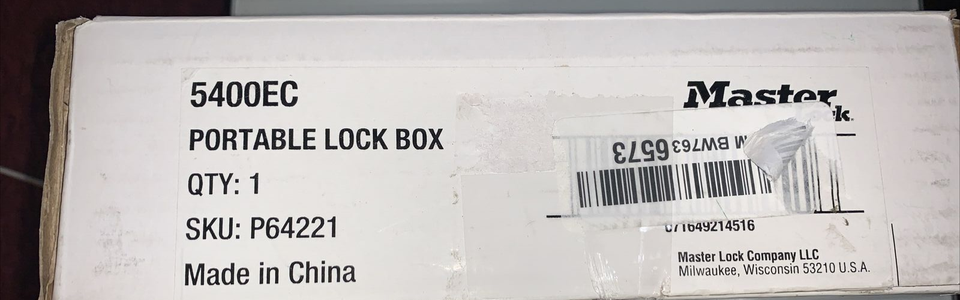 5400EC
PORTABLE LOCK BOX
QTY: 1
SKU: P64221
Made in China
Master
BW763 6573
071649214516
Master Lock Company LLC
Milwaukee, Wisconsin 53210 U.S.A.